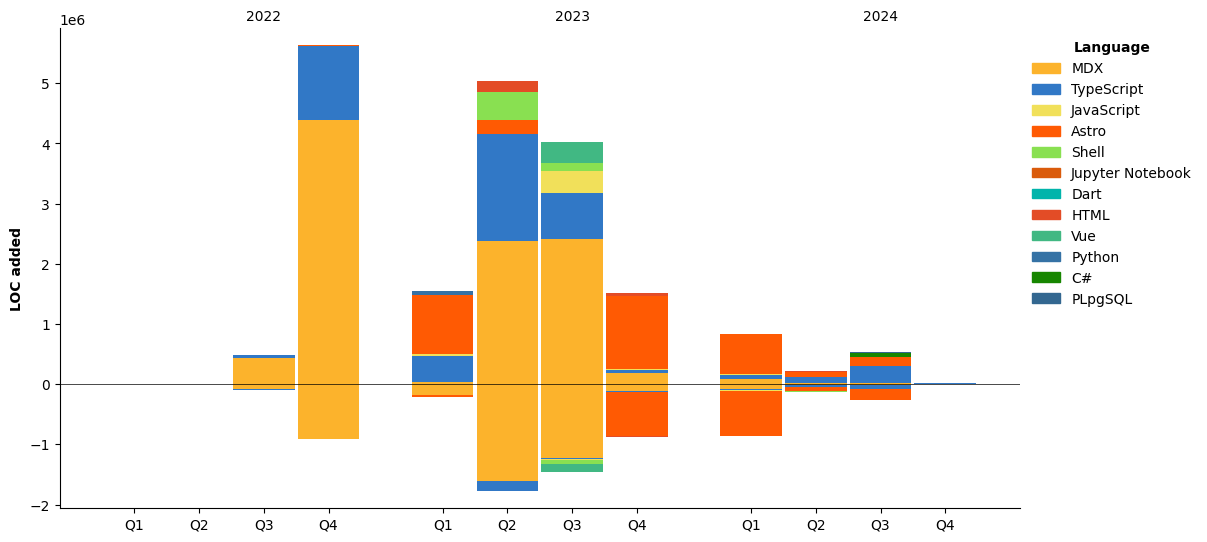 2022 2023 2024
1e6
LOC added
5
4
3
2
1
0
−1
−2
Q1 Q2 Q3 Q4 Q1 Q2 Q3 Q4 Q1 Q2 Q3 Q4
Language
MDX
TypeScript
JavaScript
Astro
Shell
Jupyter Notebook
Dart
HTML
Vue
Python
C#
PLpgSQL